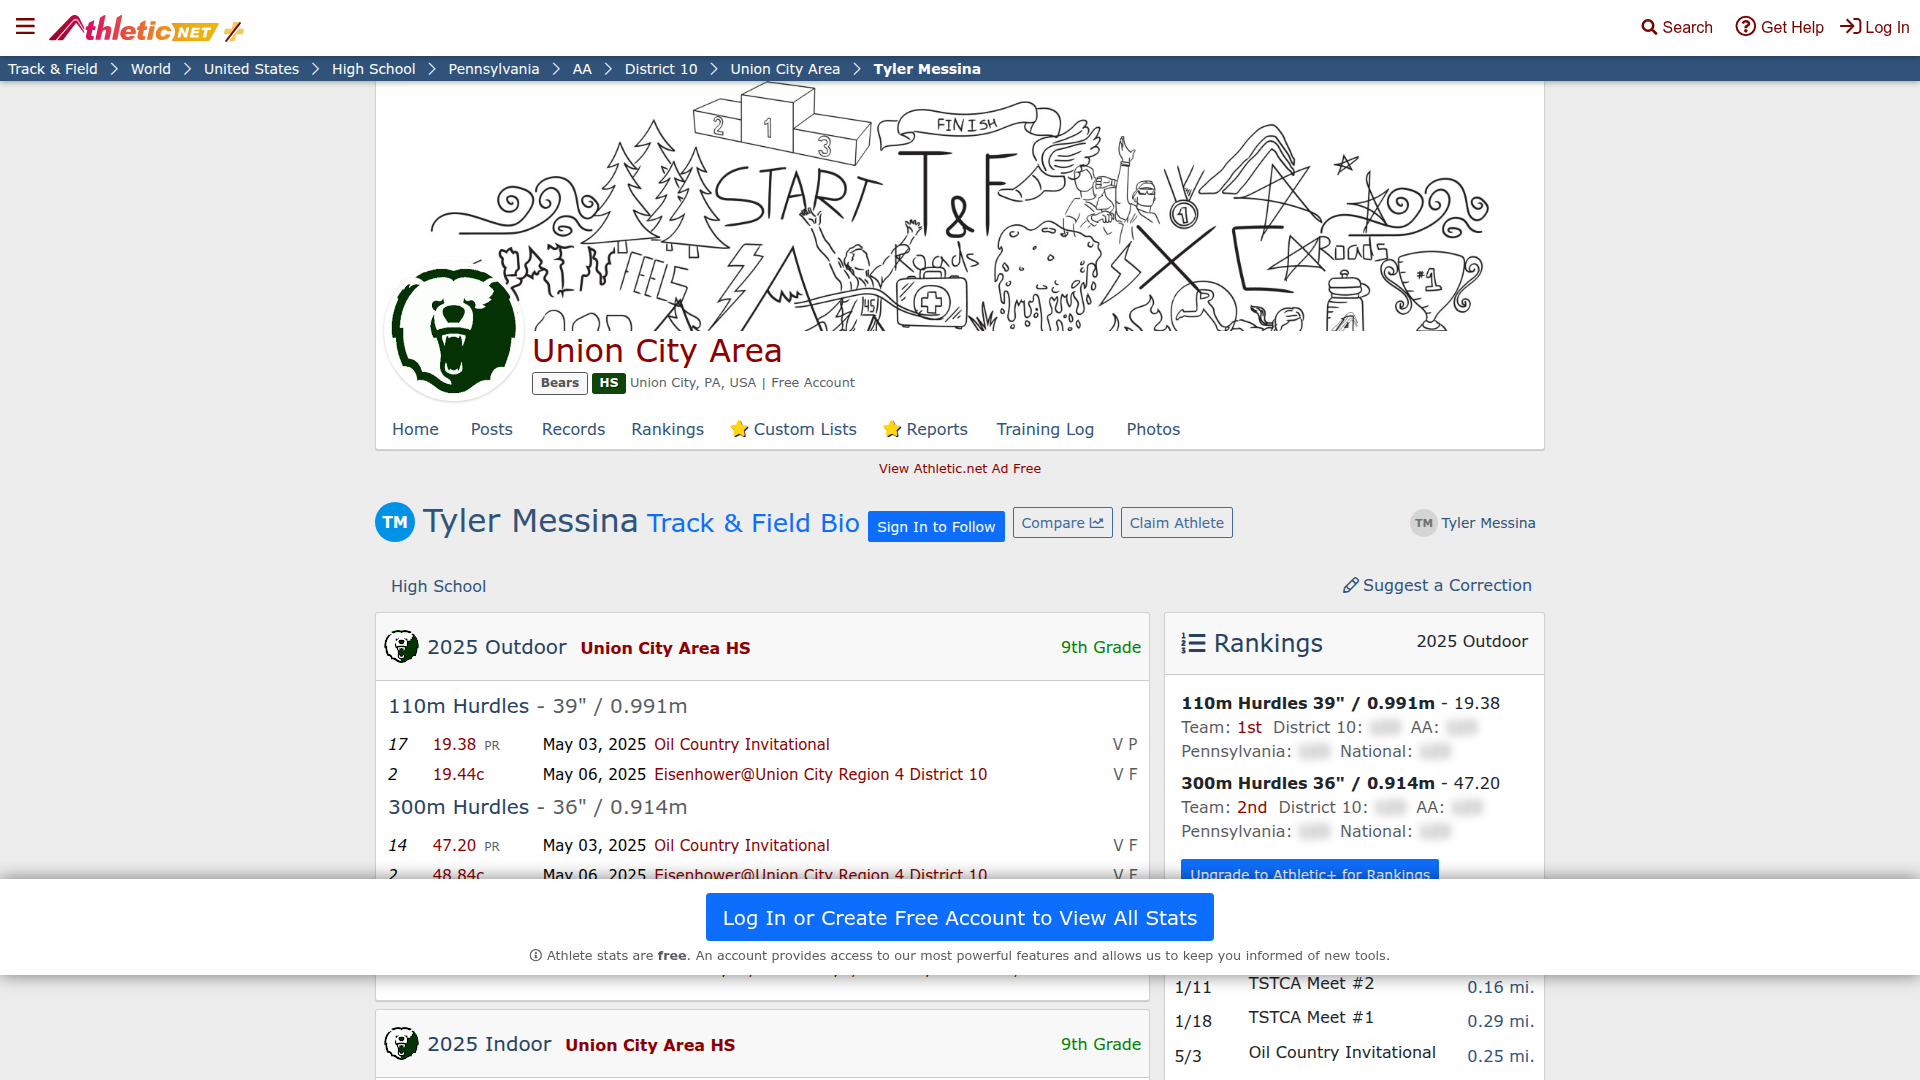 AthleticNET
Search
Get Help
Log In
Track & Field
World
United States
High School
Pennsylvania
AA
District 10
Union City Area
Tyler Messina
2
1
3
FINISH
START
T&F
1
PAIN
FEELS
Roads
XC
Roads
#1
45
R
Union City Area
Bears HS Union City, PA, USA | Free Account
Home
Posts
Records
Rankings
Custom Lists
Reports
Training Log
Photos
View Athletic.net Ad Free
TM Tyler Messina Track & Field Bio
Sign In to Follow
Compare
Claim Athlete
TM Tyler Messina
High School
Suggest a Correction
2025 Outdoor Union City Area HS 9th Grade
110m Hurdles - 39" / 0.991m
17 19.38 PR May 03, 2025 Oil Country Invitational V P
2 19.44c May 06, 2025 Eisenhower@Union City Region 4 District 10 V F
300m Hurdles - 36" / 0.914m
14 47.20 PR May 03, 2025 Oil Country Invitational V F
2 48.84c May 06, 2025 Eisenhower@Union City Region 4 District 10 V F
Rankings 2025 Outdoor
110m Hurdles 39" / 0.991m - 19.38
Team: 1st District 10: AA:
Pennsylvania: National:
300m Hurdles 36" / 0.914m - 47.20
Team: 2nd District 10: AA:
Pennsylvania: National:
Upgrade to Athletic+ for Rankings
Log In or Create Free Account to View All Stats
Athlete stats are free. An account provides access to our most powerful features and allows us to keep you informed of new tools.
1/11 TSTCA Meet #2 0.16 mi.
1/18 TSTCA Meet #1 0.29 mi.
5/3 Oil Country Invitational 0.25 mi.
2025 Indoor Union City Area HS 9th Grade